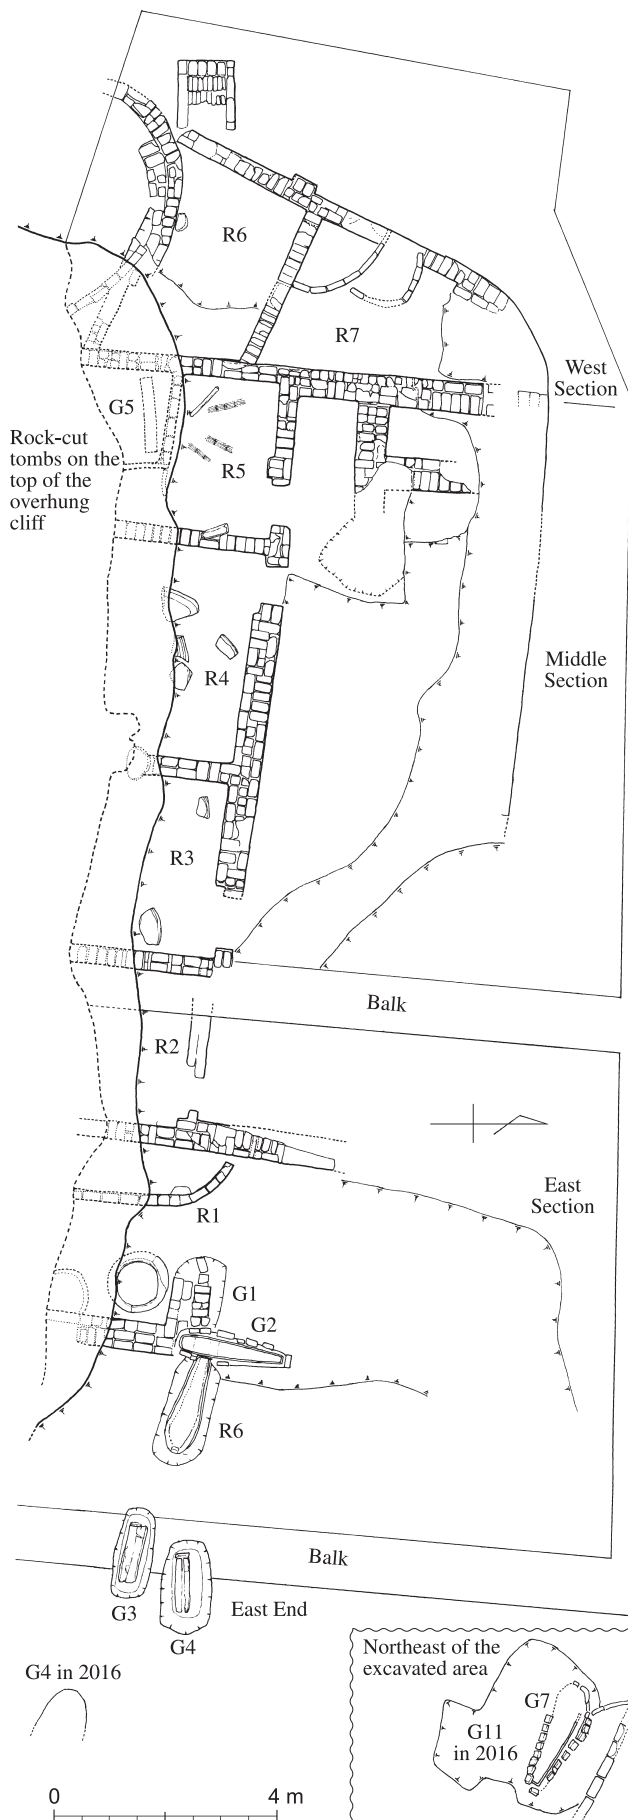 R6
R7
West
Section
G5
Rock-cut
tombs on the
top of the
overhung
cliff
R5
Middle
Section
R4
R3
Balk
R2
East
Section
R1
G1
G2
R6
Balk
G3
East End
G4
G4 in 2016
Northeast of the
excavated area
G7
G11
in 2016
0
4 m